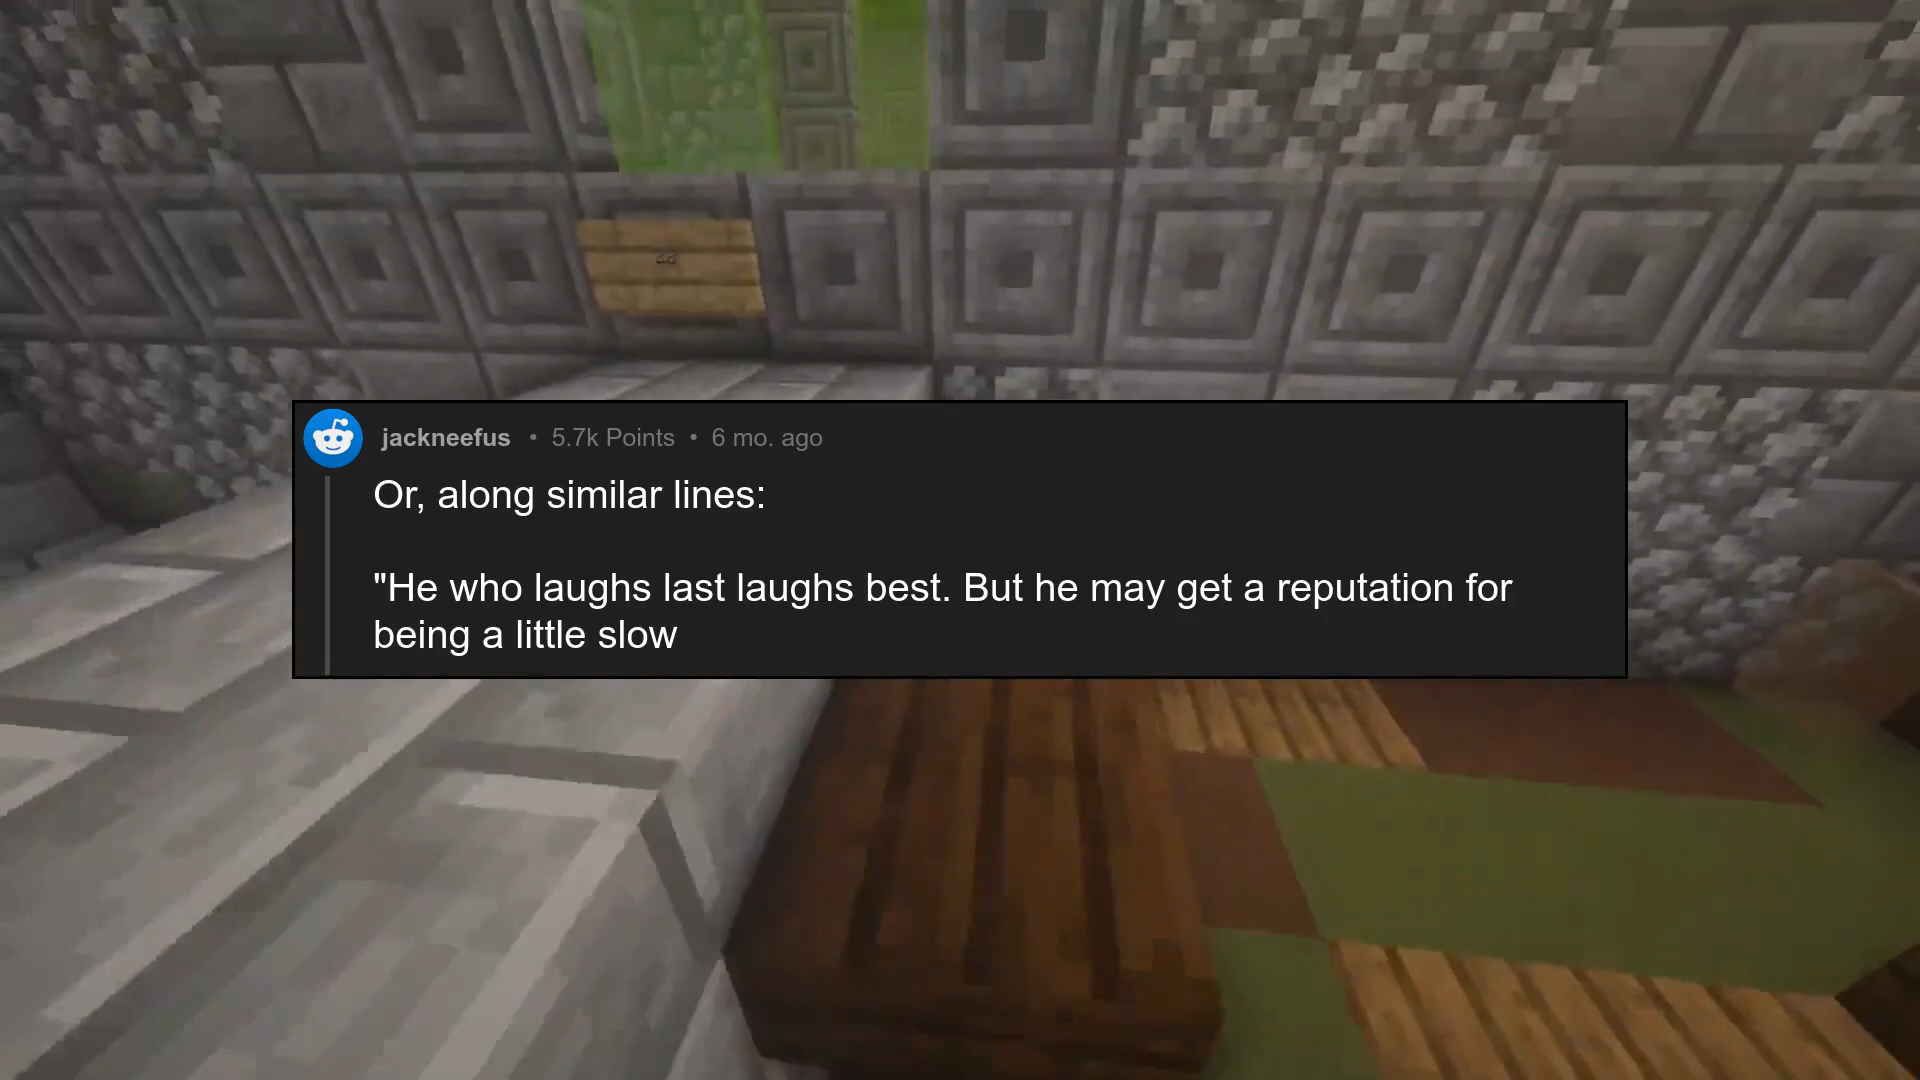 jackneefus • 5.7k Points • 6 mo. ago
Or, along similar lines:
"He who laughs last laughs best. But he may get a reputation for
being a little slow